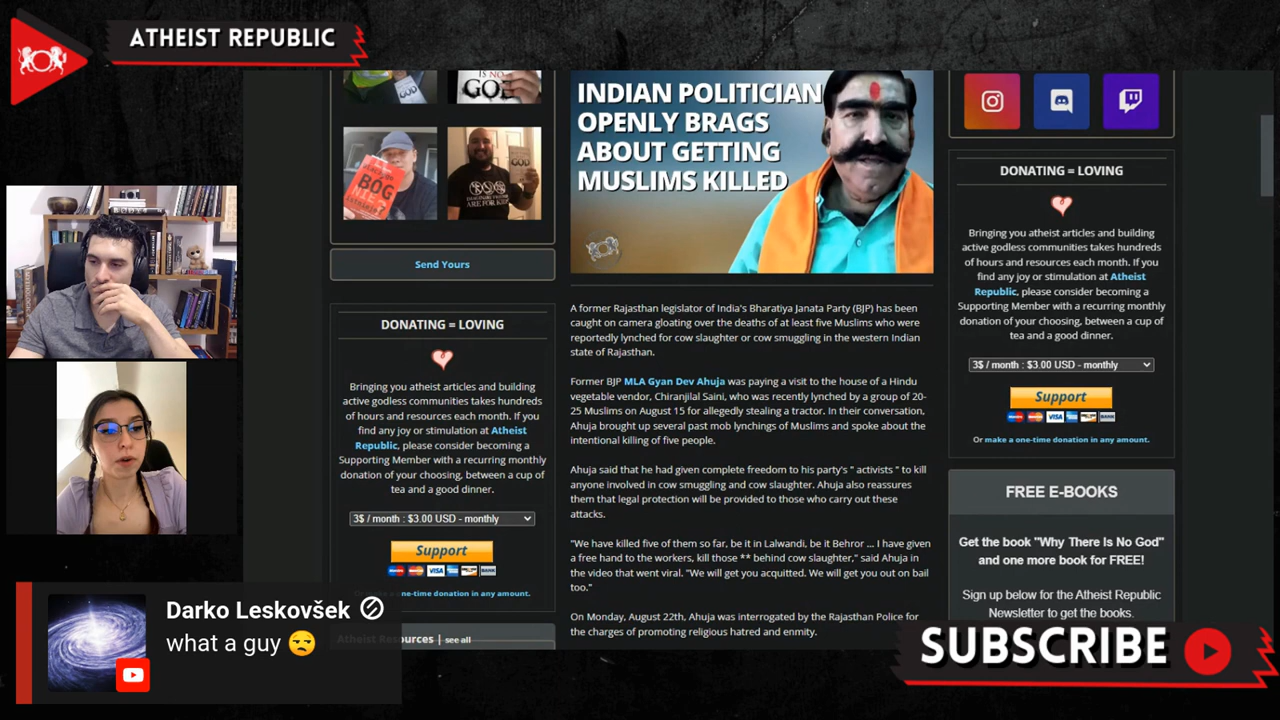 ATHEIST REPUBLIC
IS NO
GOD
GOD
BOG
Send Yours
DONATING = LOVING
Bringing you atheist articles and building
active godless communities takes hundreds
of hours and resources each month. If you
find any joy or stimulation at Atheist
Republic, please consider becoming a
Supporting Member with a recurring monthly
donation of your choosing, between a cup of
tea and a good dinner.
3$ / month : $3.00 USD - monthly
Support
VISA
BANK
one-time donation in any amount.
Atheist Resources | see all
INDIAN POLITICIAN
OPENLY BRAGS
ABOUT GETTING
MUSLIMS KILLED
A former Rajasthan legislator of India's Bharatiya Janata Party (BJP) has been
caught on camera gloating over the deaths of at least five Muslims who were
reportedly lynched for cow slaughter or cow smuggling in the western Indian
state of Rajasthan.
Former BJP MLA Gyan Dev Ahuja was paying a visit to the house of a Hindu
vegetable vendor, Chiranjilal Saini, who was recently lynched by a group of 20-
25 Muslims on August 15 for allegedly stealing a tractor. In their conversation,
Ahuja brought up several past mob lynchings of Muslims and spoke about the
intentional killing of five people.
Ahuja said that he had given complete freedom to his party's " activists " to kill
anyone involved in cow smuggling and cow slaughter. Ahuja also reassures
them that legal protection will be provided to those who carry out these
attacks.
"We have killed five of them so far, be it in Lalwandi, be it Behror ... I have given
a free hand to the workers, kill those ** behind cow slaughter," said Ahuja in
the video that went viral. "We will get you acquitted. We will get you out on bail
too."
On Monday, August 22th, Ahuja was interrogated by the Rajasthan Police for
the charges of promoting religious hatred and enmity.
DONATING = LOVING
Bringing you atheist articles and building
active godless communities takes hundreds
of hours and resources each month. If you
find any joy or stimulation at Atheist
Republic, please consider becoming a
Supporting Member with a recurring monthly
donation of your choosing, between a cup of
tea and a good dinner.
3$ / month : $3.00 USD - monthly
Support
VISA
BANK
Or make a one-time donation in any amount.
FREE E-BOOKS
Get the book "Why There Is No God"
and one more book for FREE!
Sign up below for the Atheist Republic
Newsletter to get the books.
Darko Leskovšek
what a guy 😒
SUBSCRIBE